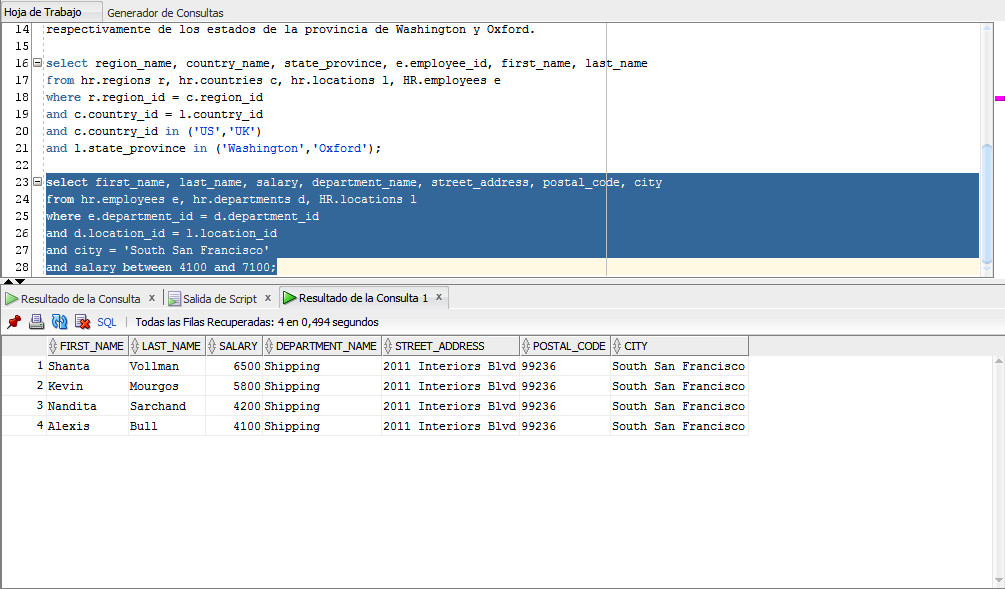 Hoja de Trabajo Generador de Consultas
14 respectivamente de los estados de la provincia de Washington y Oxford.
15
16 select region_name, country_name, state_province, e.employee_id, first_name, last_name
17 from hr.regions r, hr.countries c, hr.locations l, HR.employees e
18 where r.region_id = c.region_id
19 and c.country_id = l.country_id
20 and c.country_id in ('US','UK')
21 and l.state_province in ('Washington','Oxford');
22
23 select first_name, last_name, salary, department_name, street_address, postal_code, city
24 from hr.employees e, hr.departments d, HR.locations l
25 where e.department_id = d.department_id
26 and d.location_id = l.location_id
27 and city = 'South San Francisco'
28 and salary between 4100 and 7100;
Resultado de la Consulta x Salida de Script x Resultado de la Consulta 1 x
SQL | Todas las Filas Recuperadas: 4 en 0,494 segundos
FIRST_NAME LAST_NAME SALARY DEPARTMENT_NAME STREET_ADDRESS POSTAL_CODE CITY
1 Shanta Vollman 6500 Shipping 2011 Interiors Blvd 99236 South San Francisco
2 Kevin Mourgos 5800 Shipping 2011 Interiors Blvd 99236 South San Francisco
3 Nandita Sarchand 4200 Shipping 2011 Interiors Blvd 99236 South San Francisco
4 Alexis Bull 4100 Shipping 2011 Interiors Blvd 99236 South San Francisco